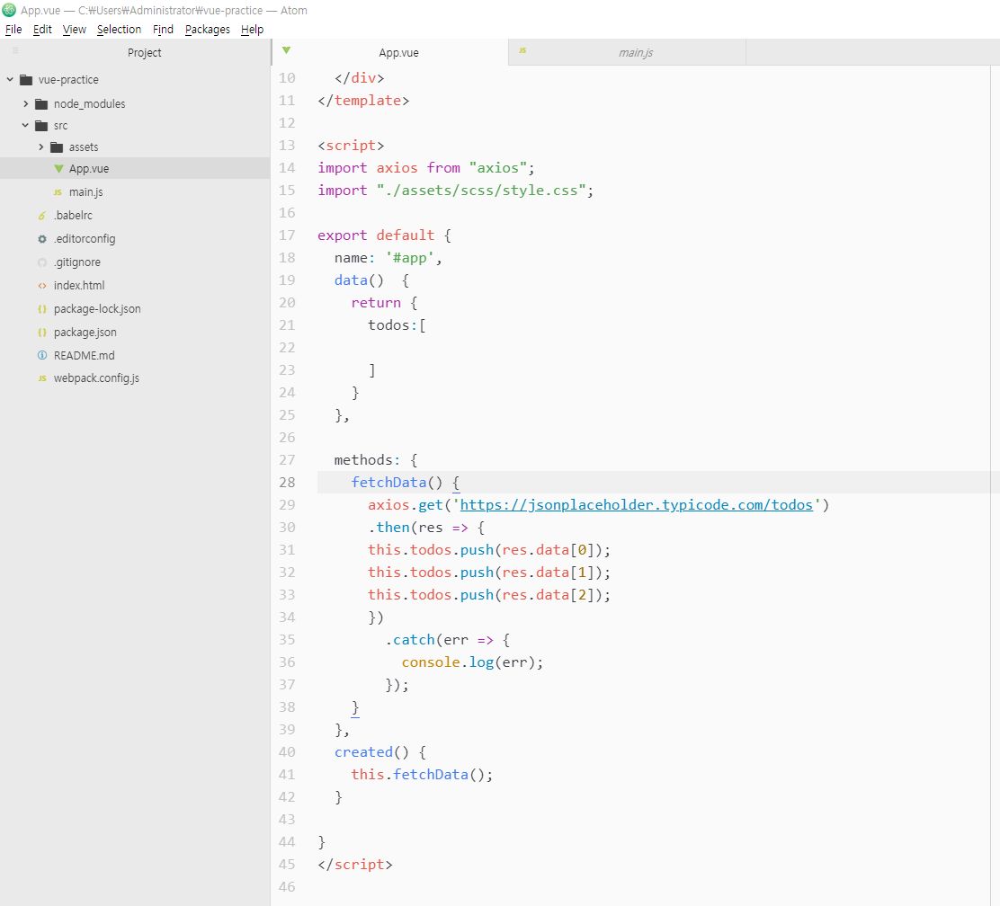 App.vue — C:₩Users₩Administrator₩vue-practice — Atom
File Edit View Selection Find Packages Help
Project
vue-practice
node_modules
src
assets
App.vue
JS main.js
.babelrc
.editorconfig
.gitignore
index.html
package-lock.json
package.json
README.md
JS webpack.config.js
App.vue
JS main.js
10 </div>
11 </template>
12
13 <script>
14 import axios from "axios";
15 import "./assets/scss/style.css";
16
17 export default {
18 name: '#app',
19 data()  {
20 return {
21 todos:[
22
23 ]
24 }
25 },
26
27 methods: {
28 fetchData() {
29 axios.get('https://jsonplaceholder.typicode.com/todos')
30 .then(res => {
31 this.todos.push(res.data[0]);
32 this.todos.push(res.data[1]);
33 this.todos.push(res.data[2]);
34 })
35 .catch(err => {
36 console.log(err);
37 });
38 }
39 },
40 created() {
41 this.fetchData();
42 }
43
44 }
45 </script>
46